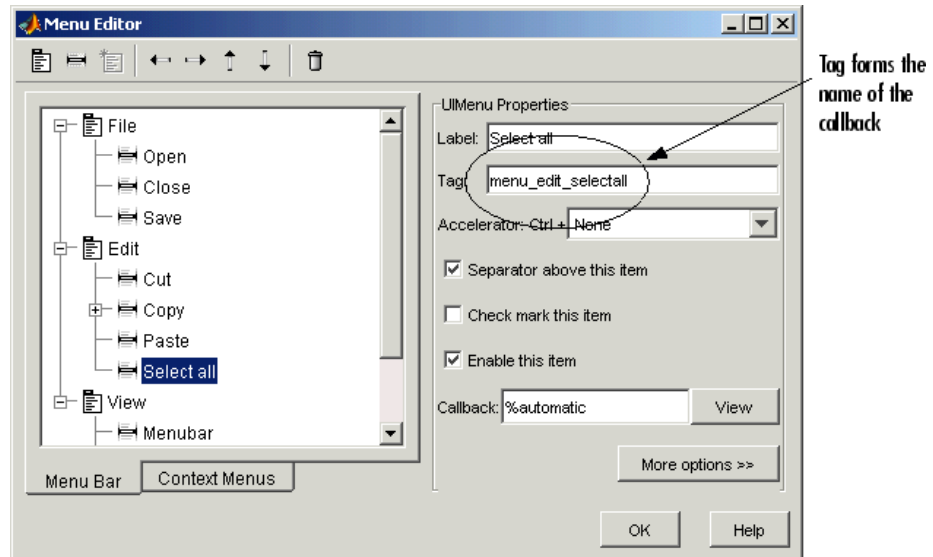 Menu Editor
Tag forms the
name of the
callback
File
Open
Close
Save
Edit
Cut
Copy
Paste
Select all
View
Menubar
Menu Bar
Context Menus
UIMenu Properties
Label: Select all
Tag: menu_edit_selectall
Accelerator: Ctrl + None
Separator above this item
Check mark this item
Enable this item
Callback: %automatic View
More options >>
OK Help